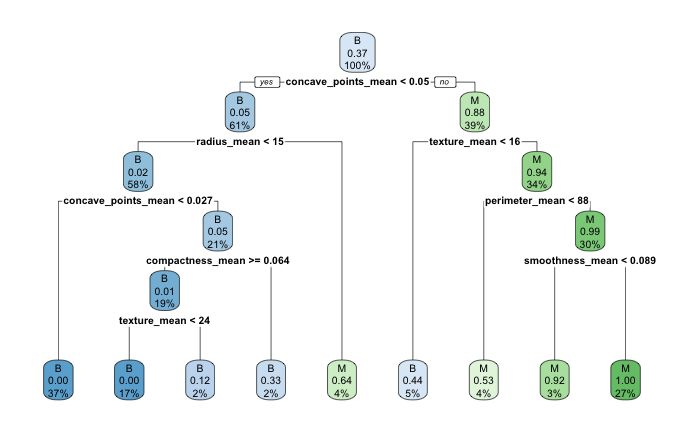 B
0.37
100%
yes concave_points_mean < 0.05 no
B
0.05
61%
M
0.88
39%
radius_mean < 15
texture_mean < 16
B
0.02
58%
M
0.94
34%
concave_points_mean < 0.027
perimeter_mean < 88
B
0.05
21%
M
0.99
30%
compactness_mean >= 0.064
smoothness_mean < 0.089
B
0.01
19%
texture_mean < 24
B
0.00
37%
B
0.00
17%
B
0.12
2%
B
0.33
2%
M
0.64
4%
B
0.44
5%
M
0.53
4%
M
0.92
3%
M
1.00
27%